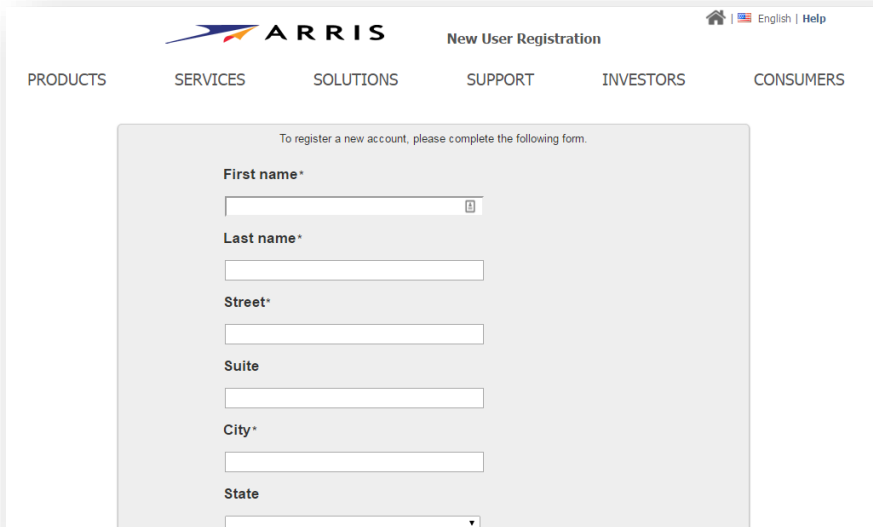 ARRIS
New User Registration
| English | Help
PRODUCTS SERVICES SOLUTIONS SUPPORT INVESTORS CONSUMERS
To register a new account, please complete the following form.
First name*
Last name*
Street*
Suite
City*
State